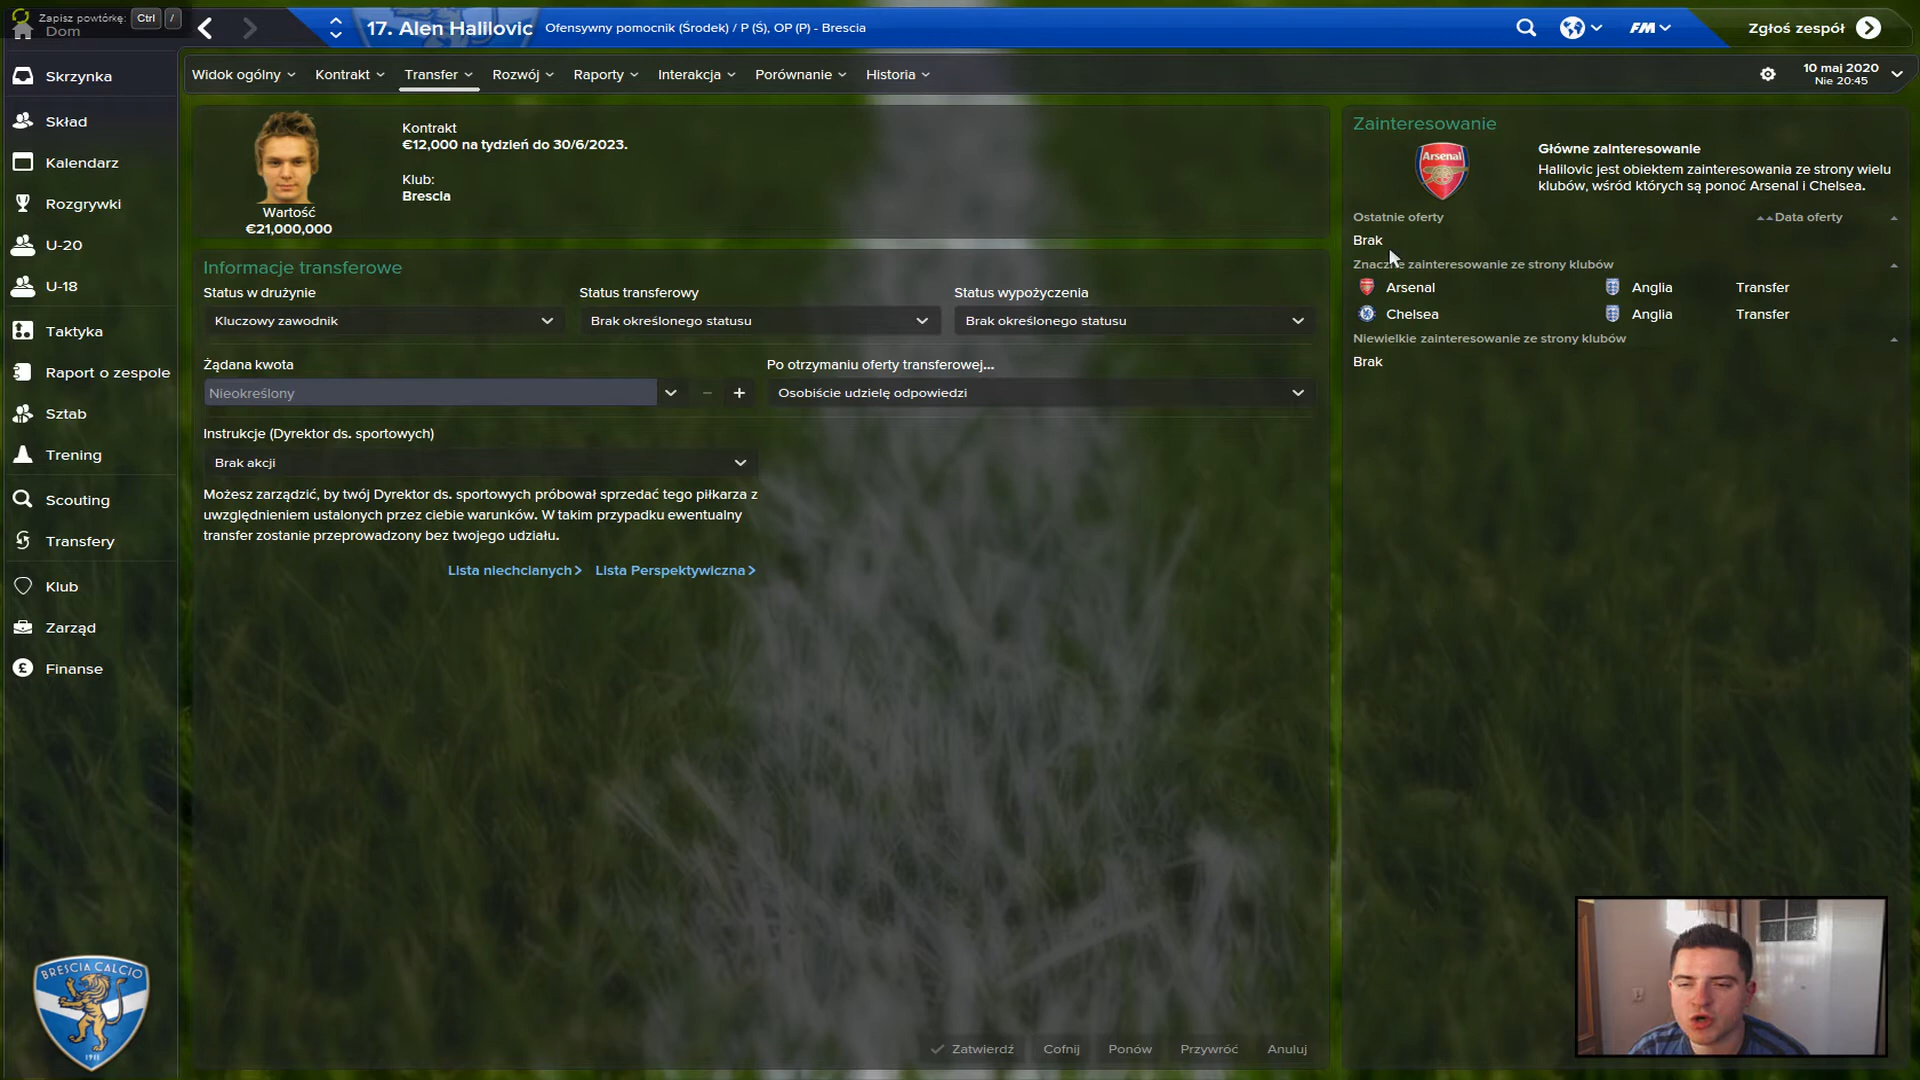 Zapisz powtórkę: Ctrl /
Dom
17. Alen Halilovic Ofensywny pomocnik (Środek) / P (Ś), OP (P) - Brescia
FM
Zgłoś zespół
Widok ogólny Kontrakt Transfer Rozwój Raporty Interakcja Porównanie Historia
10 maj 2020
Nie 20:45
Skrzynka
Skład
Kalendarz
Rozgrywki
U-20
U-18
Taktyka
Raport o zespole
Sztab
Trening
Scouting
Transfery
Klub
Zarząd
Finanse
BRESCIA CALCIO
1911
Wartość
€21,000,000
Kontrakt
€12,000 na tydzień do 30/6/2023.
Klub:
Brescia
Informacje transferowe
Status w drużynie Status transferowy Status wypożyczenia
Kluczowy zawodnik Brak określonego statusu Brak określonego statusu
Żądana kwota Po otrzymaniu oferty transferowej...
Nieokreślony Osobiście udzielę odpowiedzi
Instrukcje (Dyrektor ds. sportowych)
Brak akcji
Możesz zarządzić, by twój Dyrektor ds. sportowych próbował sprzedać tego piłkarza z
uwzględnieniem ustalonych przez ciebie warunków. W takim przypadku ewentualny
transfer zostanie przeprowadzony bez twojego udziału.
Lista niechcianych> Lista Perspektywiczna>
Zatwierdź Cofnij Ponów Przywróć Anuluj
Zainteresowanie
Arsenal
Główne zainteresowanie
Halilovic jest obiektem zainteresowania ze strony wielu
klubów, wśród których są ponoć Arsenal i Chelsea.
Ostatnie oferty Data oferty
Brak
Znaczne zainteresowanie ze strony klubów
Arsenal Anglia Transfer
Chelsea Anglia Transfer
Niewielkie zainteresowanie ze strony klubów
Brak